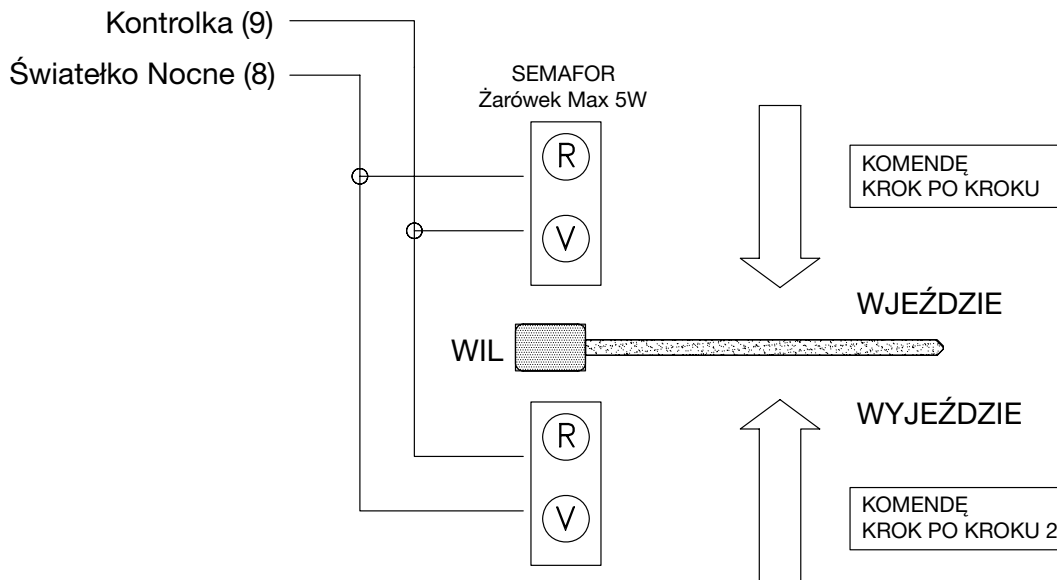 Kontrolka (9)
Światełko Nocne (8)
SEMAFOR
Żarówek Max 5W
R
V
KOMENDĘ
KROK PO KROKU
WJEŹDZIE
WIL
WYJEŹDZIE
R
V
KOMENDĘ
KROK PO KROKU 2